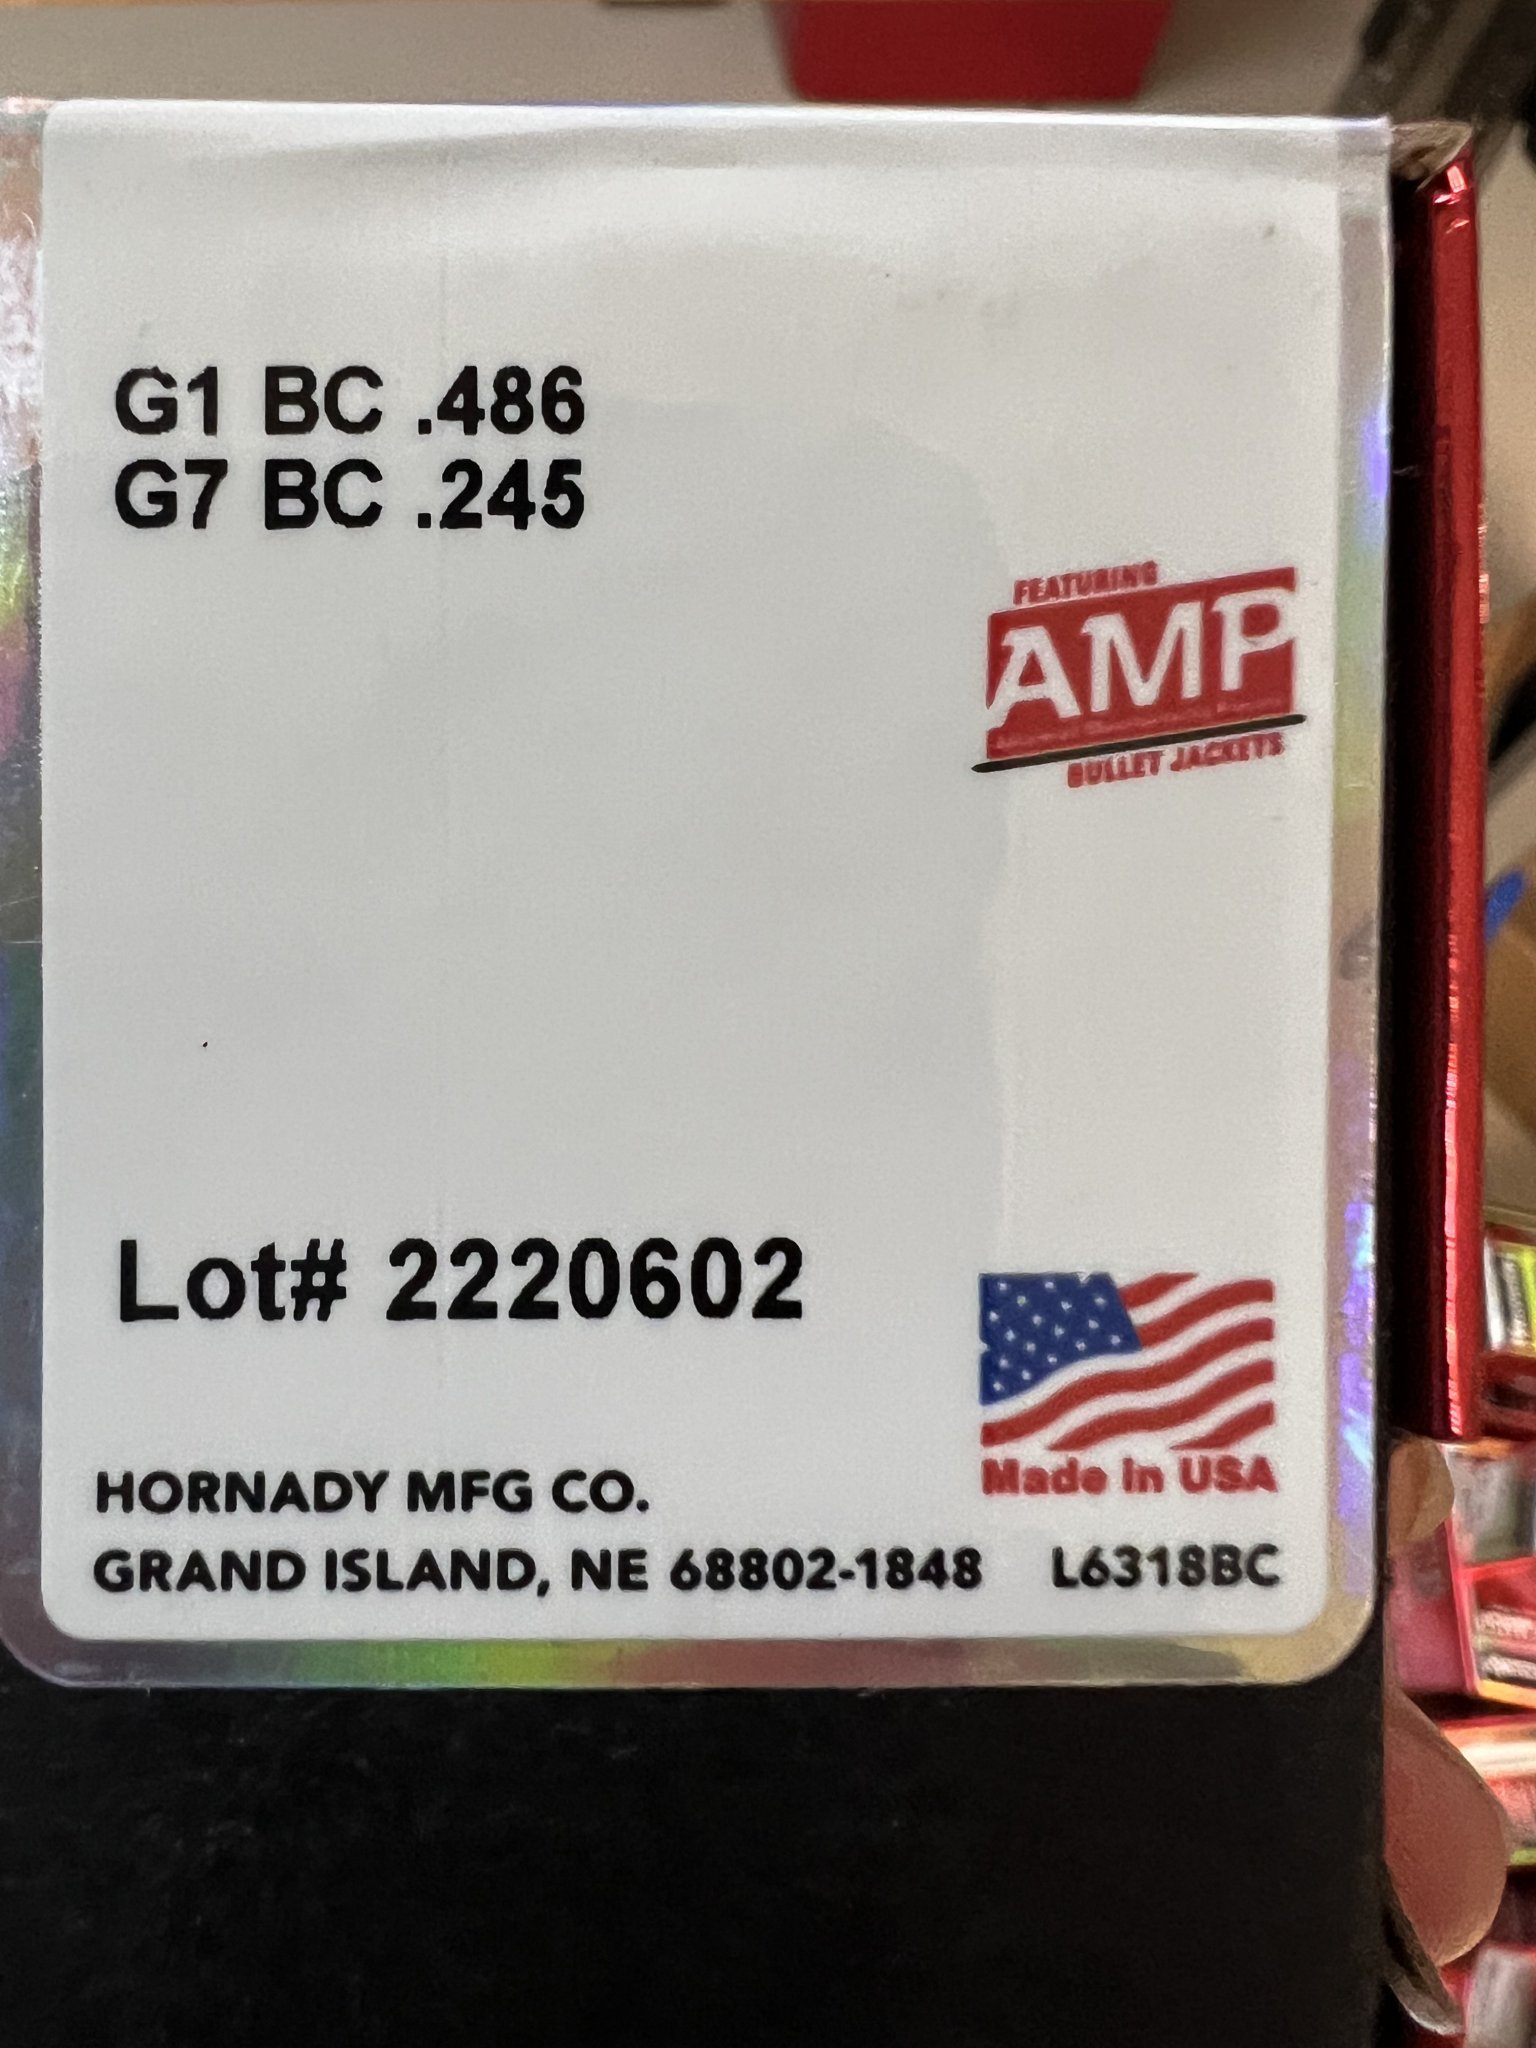 G1 BC .486
G7 BC .245
FEATURING
AMP
BULLET JACKETS
Lot# 2220602
Made in USA
HORNADY MFG CO.
GRAND ISLAND, NE 68802-1848 L6318BC